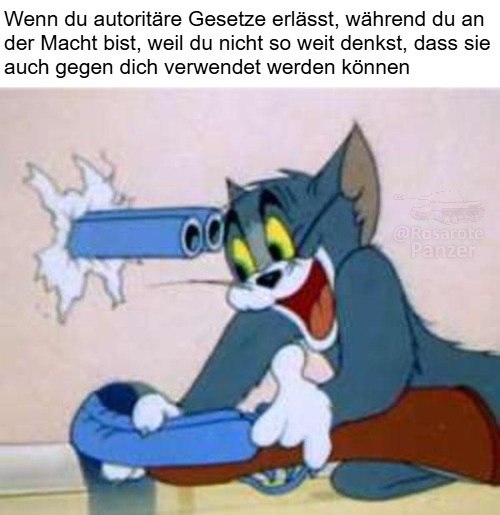 Wenn du autoritäre Gesetze erlässt, während du an
der Macht bist, weil du nicht so weit denkst, dass sie
auch gegen dich verwendet werden können
@Rosarote
Panzer